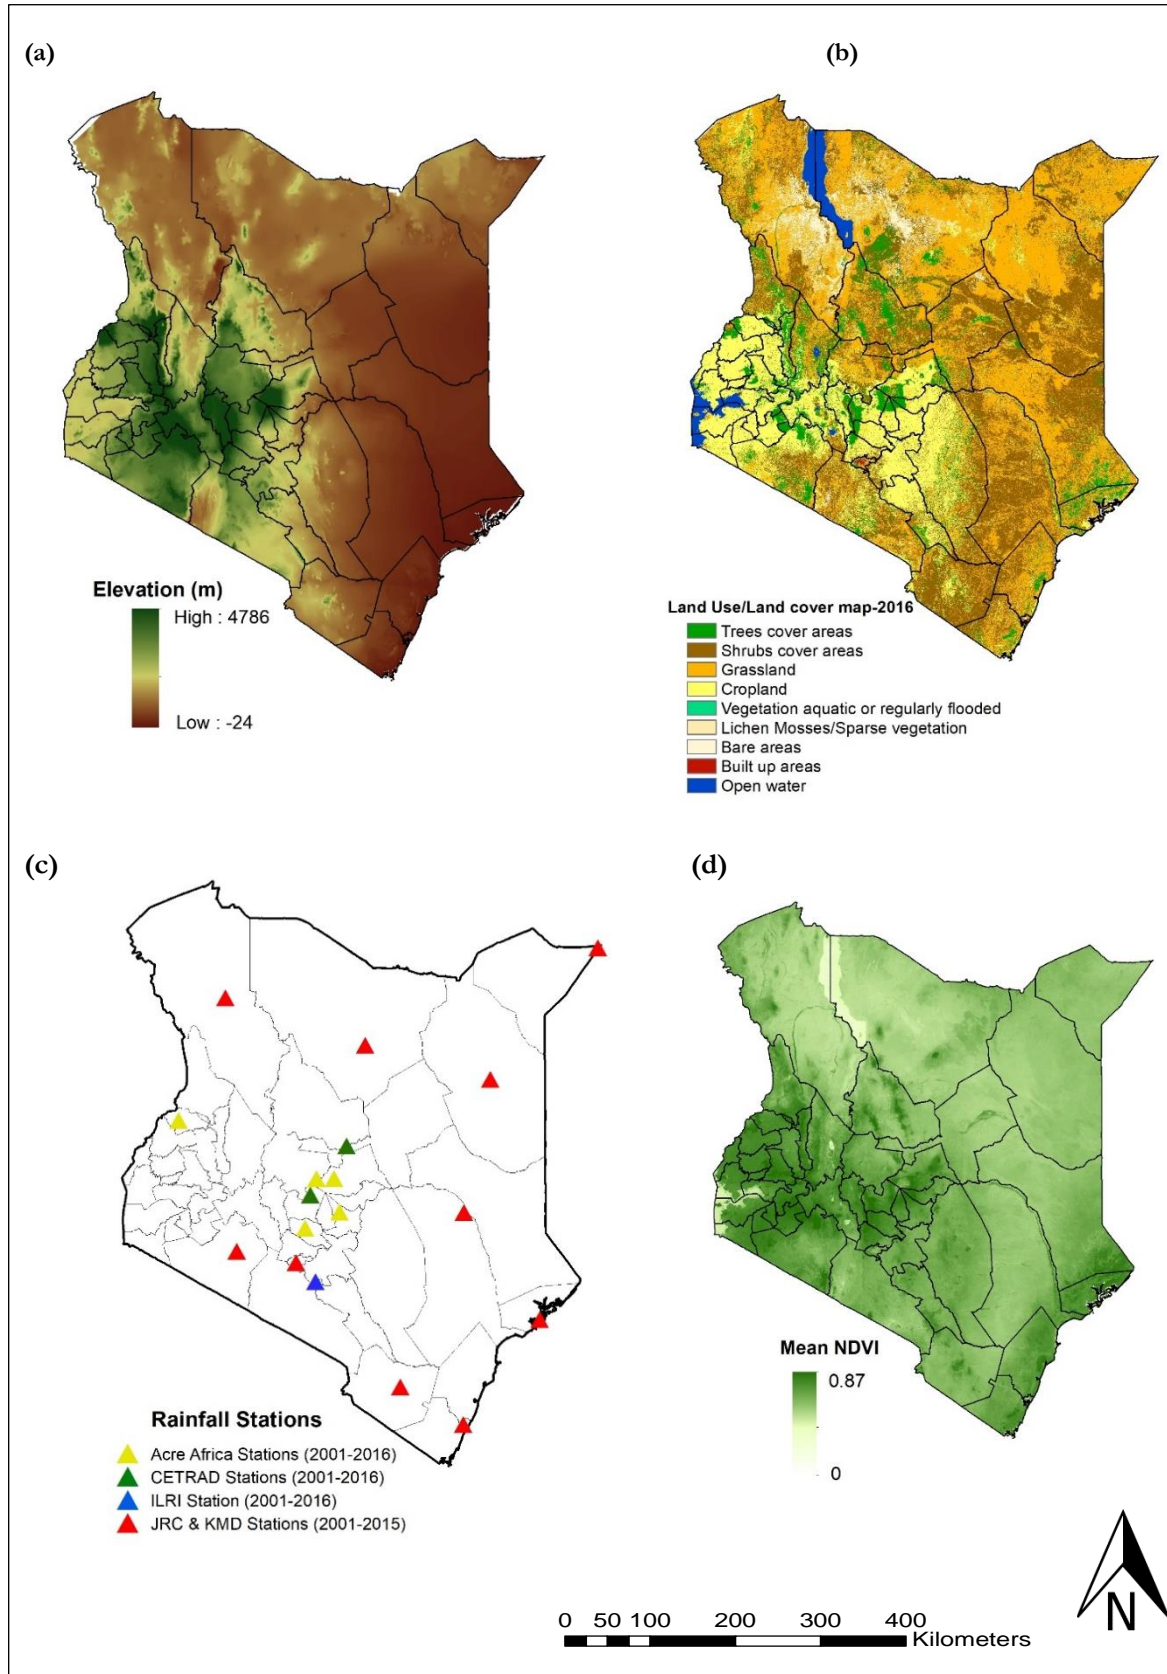 (a)
(b)
Elevation (m)
High : 4786
Low : -24
Land Use/Land cover map-2016
Trees cover areas
Shrubs cover areas
Grassland
Cropland
Vegetation aquatic or regularly flooded
Lichen Mosses/Sparse vegetation
Bare areas
Built up areas
Open water
(c)
(d)
Rainfall Stations
Acre Africa Stations (2001-2016)
CETRAD Stations (2001-2016)
ILRI Station (2001-2016)
JRC & KMD Stations (2001-2015)
Mean NDVI
0.87
0
N
0 50 100 200 300 400
Kilometers